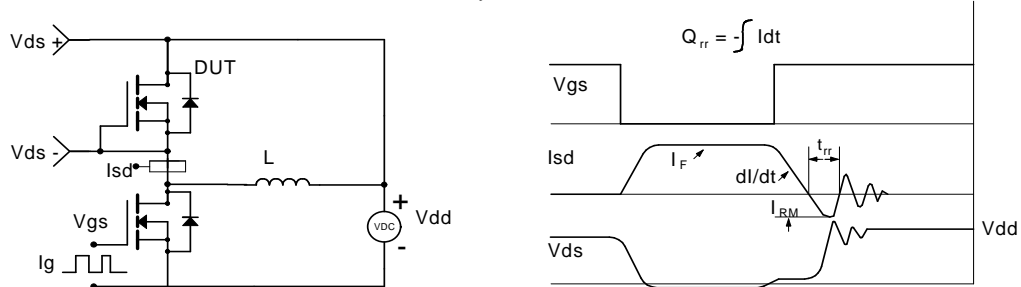 Vds +
DUT
Vds -
Isd
L
Vgs
+
VDC
Vdd
-
Ig
Q rr = -∫ Idt
Vgs
Isd
I F
dI/dt
t rr
I RM
Vds
Vdd